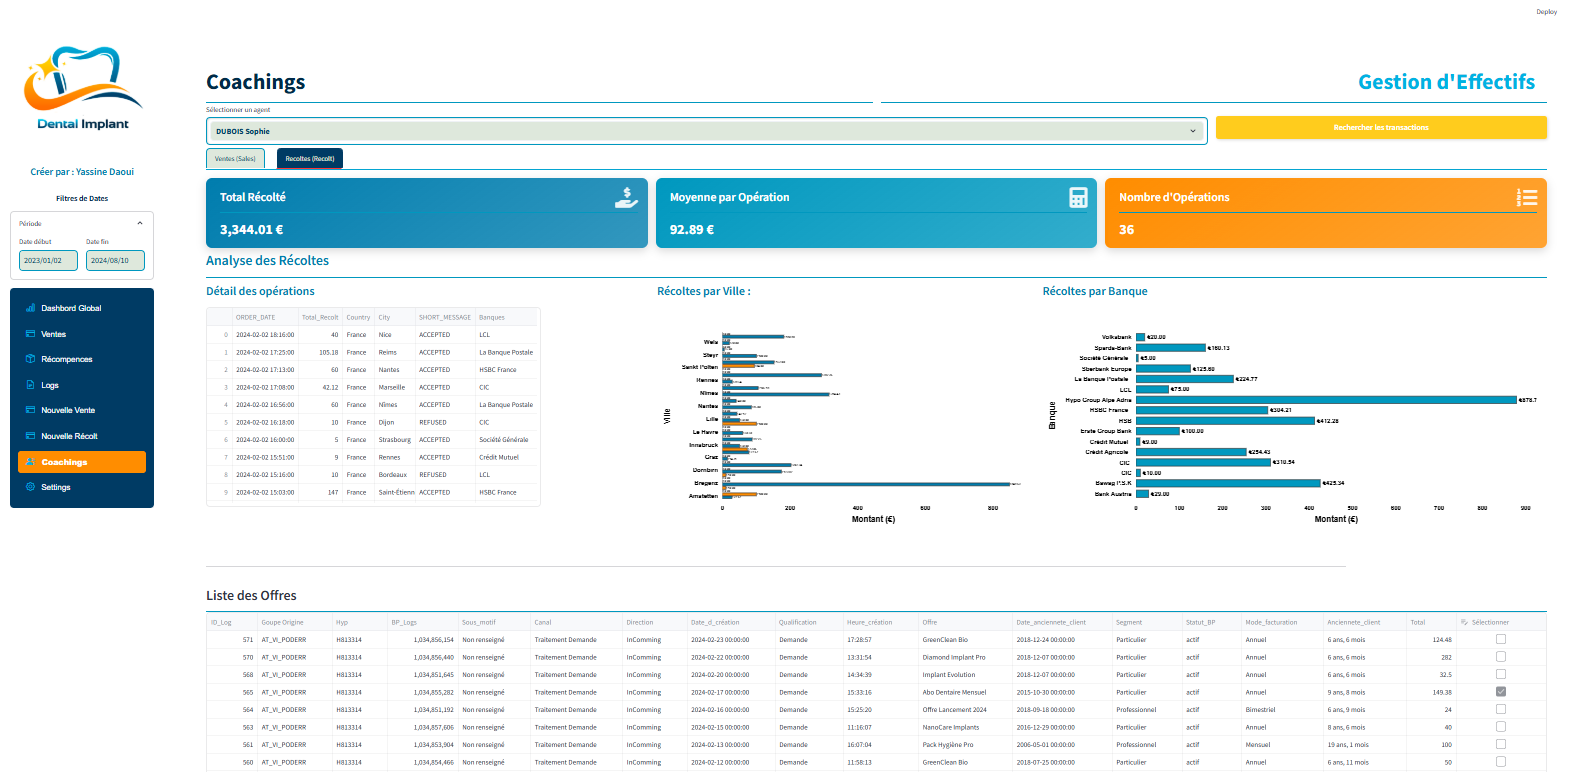 Deploy
Dental Implant
Créer par : Yassine Daoui
Filtres de Dates
Période
Date début Date fin
2023/01/02 2024/08/10
Dashbord Global
Ventes
Récompences
Logs
Nouvelle Vente
Nouvelle Récolt
Coachings
Settings
Coachings
Gestion d'Effectifs
Sélectionner un agent
DUBOIS Sophie
Rechercher les transactions
Ventes (Sales) Recoltes (Recolt)
Total Récolté
3,344.01 €
Moyenne par Opération
92.89 €
Nombre d'Opérations
36
Analyse des Récoltes
Détail des opérations
ORDER_DATE Total_Recolt Country City SHORT_MESSAGE Banques
0 2024-02-02 18:16:00 40 France Nice ACCEPTED LCL
1 2024-02-02 17:25:00 105.18 France Reims ACCEPTED La Banque Postale
2 2024-02-02 17:13:00 60 France Nantes ACCEPTED HSBC France
3 2024-02-02 17:08:00 42.12 France Marseille ACCEPTED CIC
4 2024-02-02 16:56:00 60 France Nîmes ACCEPTED La Banque Postale
5 2024-02-02 16:18:00 10 France Dijon REFUSED CIC
6 2024-02-02 16:00:00 5 France Strasbourg ACCEPTED Société Générale
7 2024-02-02 15:51:00 9 France Rennes ACCEPTED Crédit Mutuel
8 2024-02-02 15:16:00 10 France Bordeaux REFUSED LCL
9 2024-02-02 15:03:00 147 France Saint-Étienn ACCEPTED HSBC France
Récoltes par Ville :
Ville
Wels
Steyr
Sankt Pölten
Rennes
Nîmes
Nantes
Lille
Le Havre
Innsbruck
Graz
Dornbirn
Bregenz
Amstetten
0 200 400 600 800
Montant (€)
Récoltes par Banque
Banque
Volksbank €20.00
Sparda-Bank €160.13
Société Générale €5.00
Sberbank Europe €125.60
La Banque Postale €224.77
LCL €75.00
Hypo Group Alpe Adria €878.7
HSBC France €304.21
HSB €412.28
Erste Group Bank €100.00
Crédit Mutuel €9.00
Crédit Agricole €254.43
CIC €310.54
CIC €10.00
Bawag P.S.K €425.34
Bank Austria €29.00
0 100 200 300 400 500 600 700 800 900
Montant (€)
Liste des Offres
ID_Log Goupe Origine Hyp BP_Logs Sous_motif Canal Direction Date_d_création Qualification Heure_création Offre Date_anciennete_client Segment Statut_BP Mode_facturation Anciennete_client Total Sélectionner
571 AT_VI_PODERR H813314 1,034,856,154 Non renseigné Traitement Demande InComming 2024-02-23 00:00:00 Demande 17:28:57 GreenClean Bio 2018-12-24 00:00:00 Particulier actif Annuel 6 ans, 6 mois 124.48
570 AT_VI_PODERR H813314 1,034,856,440 Non renseigné Traitement Demande InComming 2024-02-22 00:00:00 Demande 13:31:54 Diamond Implant Pro 2018-12-07 00:00:00 Particulier actif Annuel 6 ans, 6 mois 282
568 AT_VI_PODERR H813314 1,034,851,645 Non renseigné Traitement Demande InComming 2024-02-20 00:00:00 Demande 14:34:39 Implant Evolution 2018-12-07 00:00:00 Particulier actif Annuel 6 ans, 6 mois 32.5
565 AT_VI_PODERR H813314 1,034,855,282 Non renseigné Traitement Demande InComming 2024-02-17 00:00:00 Demande 15:33:16 Abo Dentaire Mensuel 2015-10-30 00:00:00 Particulier actif Annuel 9 ans, 8 mois 149.38
564 AT_VI_PODERR H813314 1,034,851,192 Non renseigné Traitement Demande InComming 2024-02-16 00:00:00 Demande 15:25:20 Offre Lancement 2024 2018-09-18 00:00:00 Professionnel actif Bimestriel 6 ans, 9 mois 24
563 AT_VI_PODERR H813314 1,034,857,606 Non renseigné Traitement Demande InComming 2024-02-15 00:00:00 Demande 11:16:07 NanoCare Implants 2016-12-29 00:00:00 Particulier actif Annuel 8 ans, 6 mois 40
561 AT_VI_PODERR H813314 1,034,853,904 Non renseigné Traitement Demande InComming 2024-02-13 00:00:00 Demande 16:07:04 Pack Hygiène Pro 2006-05-01 00:00:00 Professionnel actif Mensuel 19 ans, 1 mois 100
560 AT_VI_PODERR H813314 1,034,854,466 Non renseigné Traitement Demande InComming 2024-02-12 00:00:00 Demande 11:58:13 GreenClean Bio 2018-07-25 00:00:00 Particulier actif Annuel 6 ans, 11 mois 50